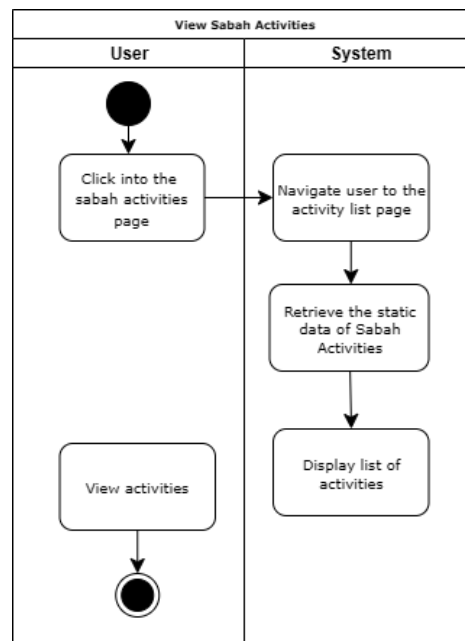 View Sabah Activities
User
System
Click into the
sabah activities
page
Navigate user to the
activity list page
Retrieve the static
data of Sabah
Activities
Display list of
activities
View activities